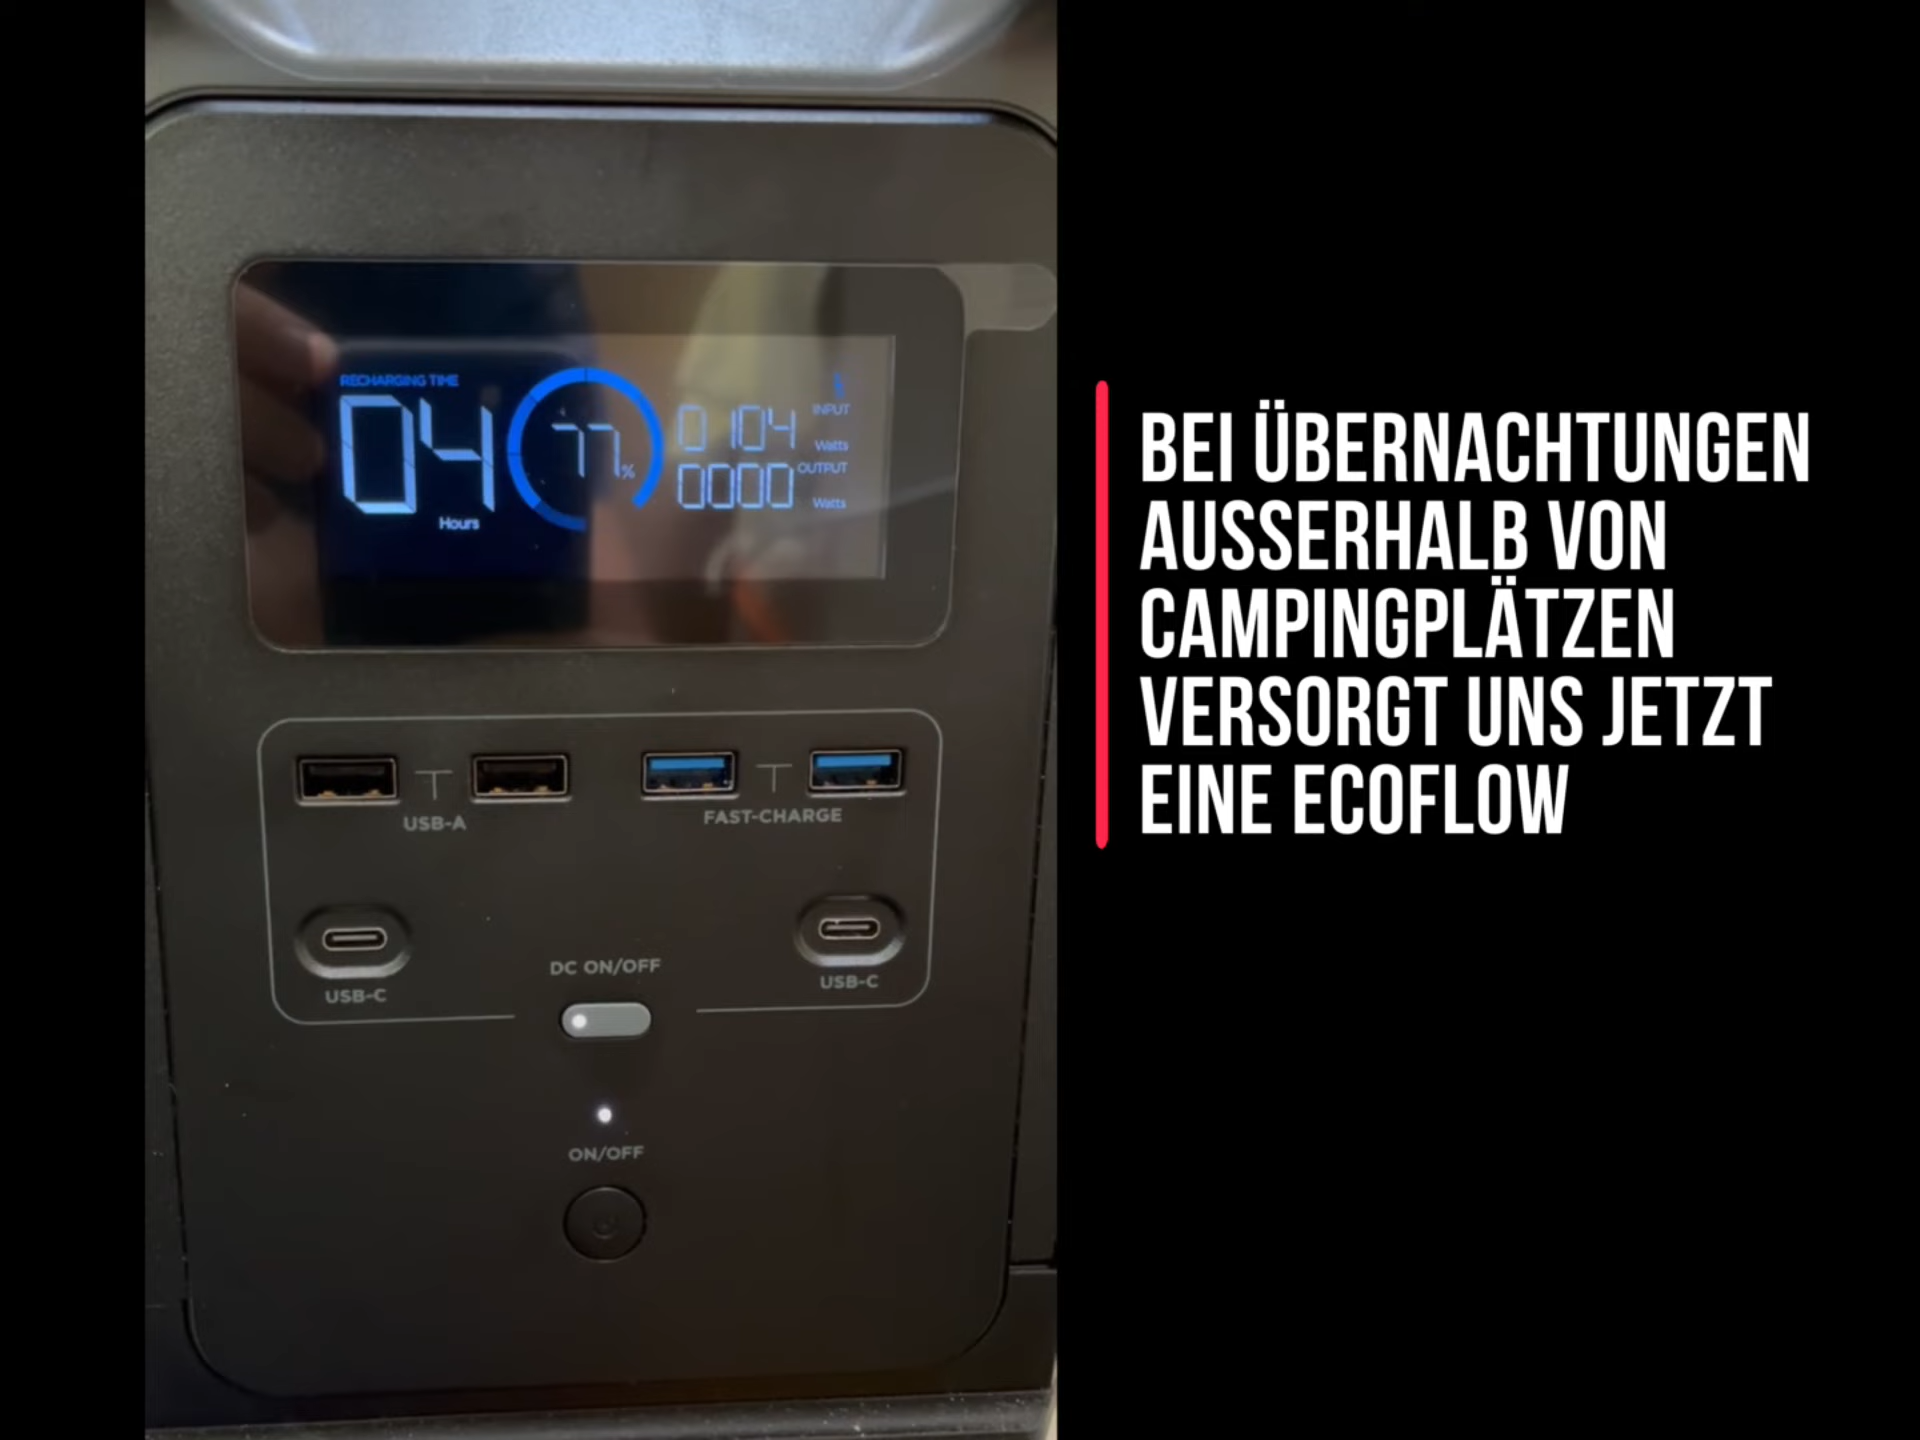 RECHARGING TIME
04
Hours
77%
0104
INPUT
Watts
0000
OUTPUT
Watts
USB-A
FAST-CHARGE
USB-C
USB-C
DC ON/OFF
ON/OFF
BEI ÜBERNACHTUNGEN
AUSSERHALB VON
CAMPINGPLÄTZEN
VERSORGT UNS JETZT
EINE ECOFLOW